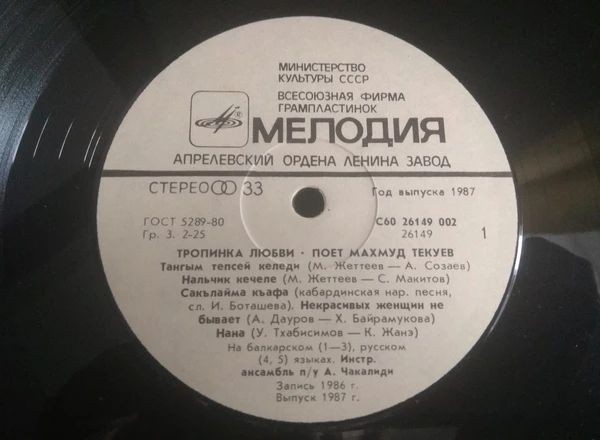 МИНИСТЕРСТВО
КУЛЬТУРЫ СССР
ВСЕСОЮЗНАЯ ФИРМА
ГРАМПЛАСТИНОК
МЕЛОДИЯ
АПРЕЛЕВСКИЙ ОРДЕНА ЛЕНИНА ЗАВОД
СТЕРЕО 33 Год выпуска 1987
ГОСТ 5289-80 С60 26149 002
Гр. 3. 2-25 26149 1
ТРОПИНКА ЛЮБВИ · ПОЕТ МАХМУД ТЕКУЕВ
Тангым тепсей келеди (М. Жеттеев — А. Созаев)
Нальчик кечеле (М. Жеттеев — С. Макитов)
Сакълайма къафа (кабардинская нар. песня,
сл. И. Боташева). Некрасивых женщин не
бывает (А. Дауров — Х. Байрамукова)
Нана (У. Тхабисимов — К. Жанэ)
На балкарском (1—3), русском
(4, 5) языках. Инстр.
ансамбль п/у А. Чакалиди
Запись 1986 г.
Выпуск 1987 г.